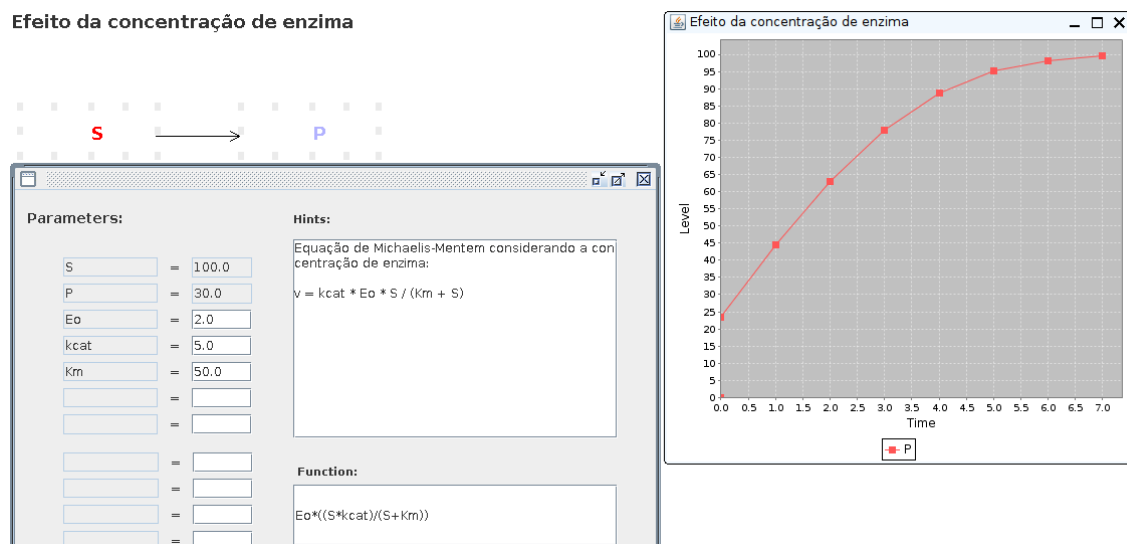 Efeito da concentração de enzima
S
P
Parameters:
S = 100.0
P = 30.0
Eo = 2.0
kcat = 5.0
Km = 50.0
=
=
=
=
=
=
Hints:
Equação de Michaelis-Mentem considerando a con
centração de enzima:
v = kcat * Eo * S / (Km + S)
Function:
Eo*((S*kcat)/(S+Km))
Efeito da concentração de enzima
Level
100
95
90
85
80
75
70
65
60
55
50
45
40
35
30
25
20
15
10
5
0
0.0 0.5 1.0 1.5 2.0 2.5 3.0 3.5 4.0 4.5 5.0 5.5 6.0 6.5 7.0
Time
P